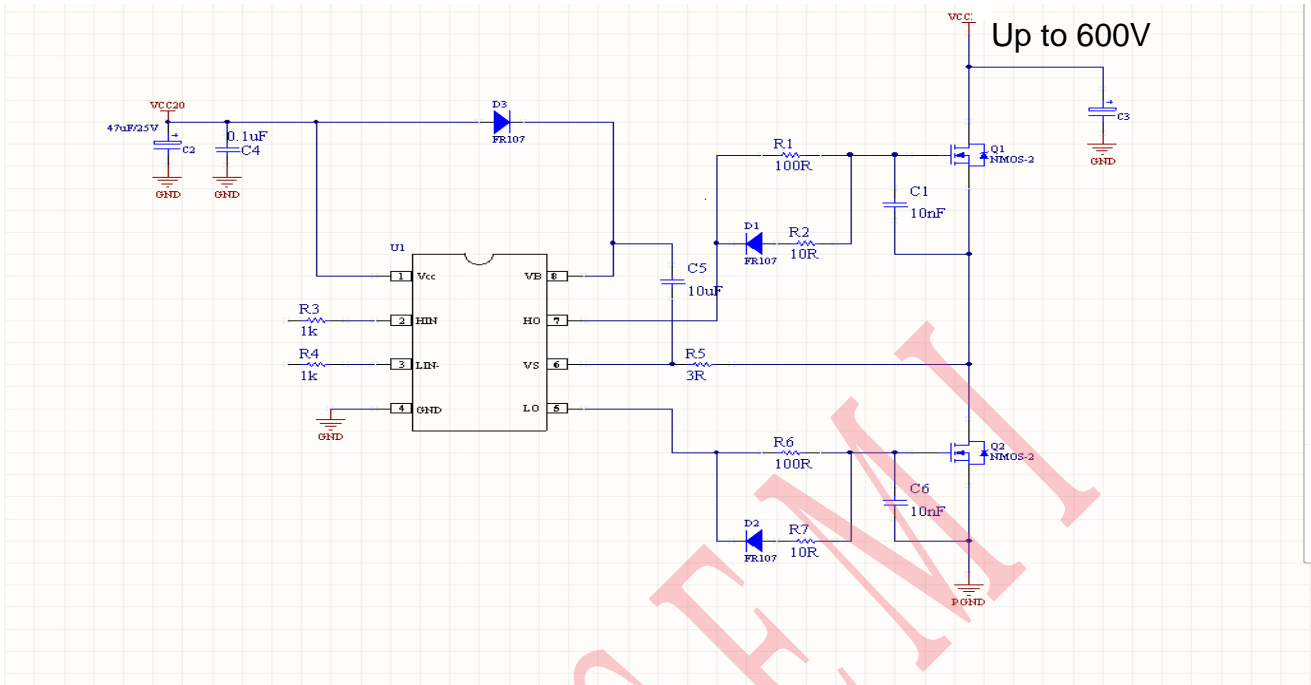 VCC
Up to 600V
VCC20
47uF/25V
C2
0.1uF
C4
GND
GND
D3
FR107
C3
GND
Q1
NMOS-2
R1
100R
C1
10nF
D1
FR107
R2
10R
U1
1 Vcc
VB 8
2 HIN
HO 7
3 LIN-
VS 6
4 GND
LO 5
C5
10uF
R3
1k
R4
1k
GND
R5
3R
R6
100R
Q2
NMOS-2
C6
10nF
D2
FR107
R7
10R
PGND
EMI